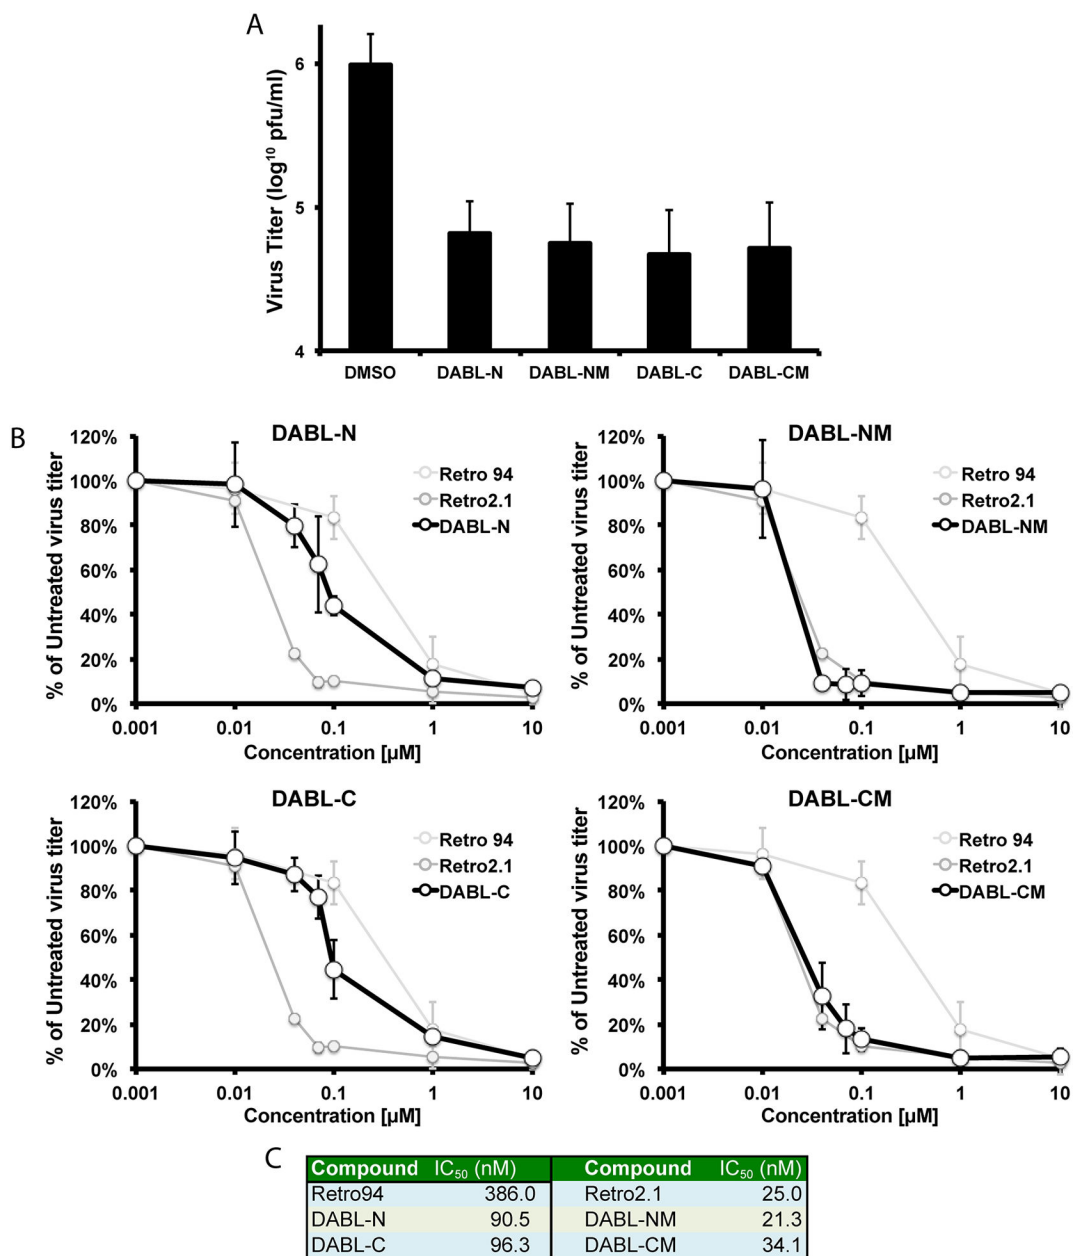 A
Virus Titer (log¹⁰ pfu/ml)
6
5
4
DMSO DABL-N DABL-NM DABL-C DABL-CM
B
DABL-N
% of Untreated virus titer
120%
100%
80%
60%
40%
20%
0%
Retro 94
Retro2.1
DABL-N
0.001 0.01 0.1 1 10
Concentration [µM]
DABL-NM
% of Untreated virus titer
120%
100%
80%
60%
40%
20%
0%
Retro 94
Retro2.1
DABL-NM
0.001 0.01 0.1 1 10
Concentration [µM]
DABL-C
% of Untreated virus titer
120%
100%
80%
60%
40%
20%
0%
Retro 94
Retro2.1
DABL-C
0.001 0.01 0.1 1 10
Concentration [µM]
DABL-CM
% of Untreated virus titer
120%
100%
80%
60%
40%
20%
0%
Retro 94
Retro2.1
DABL-CM
0.001 0.01 0.1 1 10
Concentration [µM]
C
Compound IC₅₀ (nM) Compound IC₅₀ (nM)
Retro94 386.0 Retro2.1 25.0
DABL-N 90.5 DABL-NM 21.3
DABL-C 96.3 DABL-CM 34.1